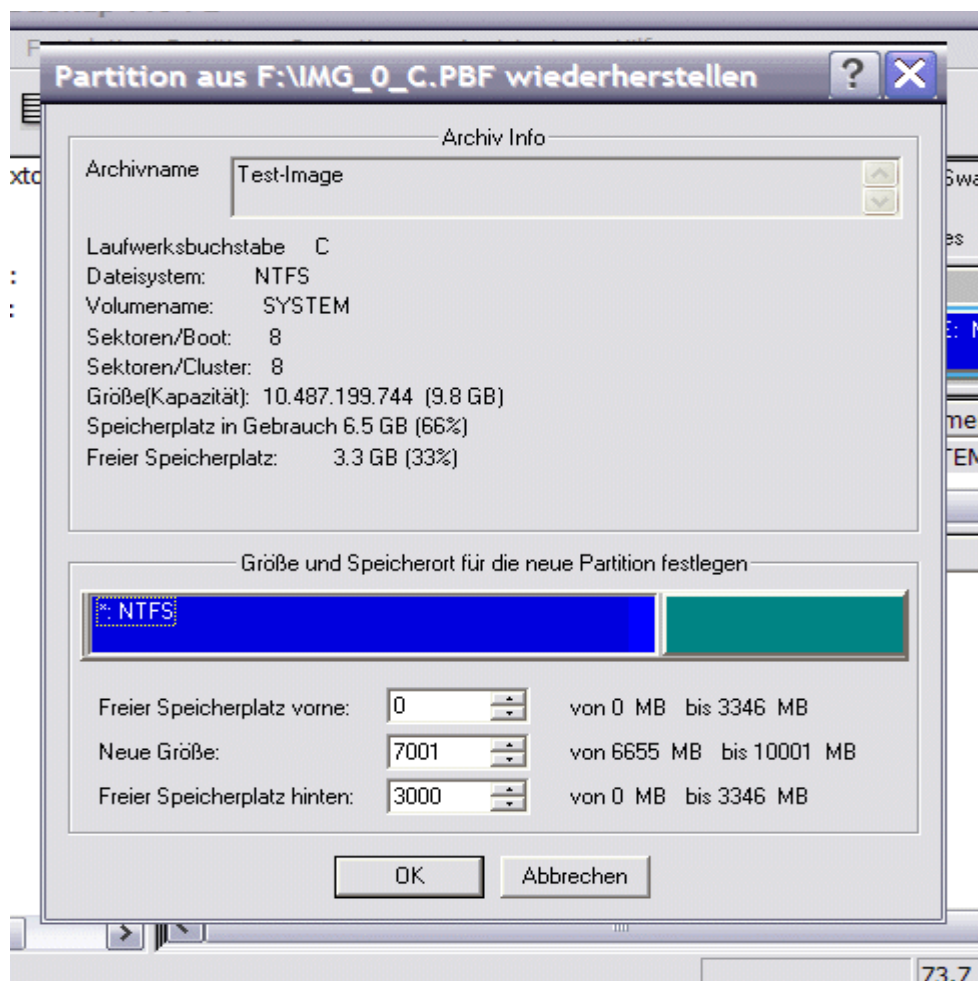 Partition aus F:\IMG_0_C.PBF wiederherstellen
Archiv Info
Archivname Test-Image
Laufwerksbuchstabe C
Dateisystem: NTFS
Volumename: SYSTEM
Sektoren/Boot: 8
Sektoren/Cluster: 8
Größe(Kapazität): 10.487.199.744 (9.8 GB)
Speicherplatz in Gebrauch 6.5 GB (66%)
Freier Speicherplatz: 3.3 GB (33%)
Größe und Speicherort für die neue Partition festlegen
*: NTFS
Freier Speicherplatz vorne: 0 von 0 MB bis 3346 MB
Neue Größe: 7001 von 6655 MB bis 10001 MB
Freier Speicherplatz hinten: 3000 von 0 MB bis 3346 MB
OK Abbrechen
73,7